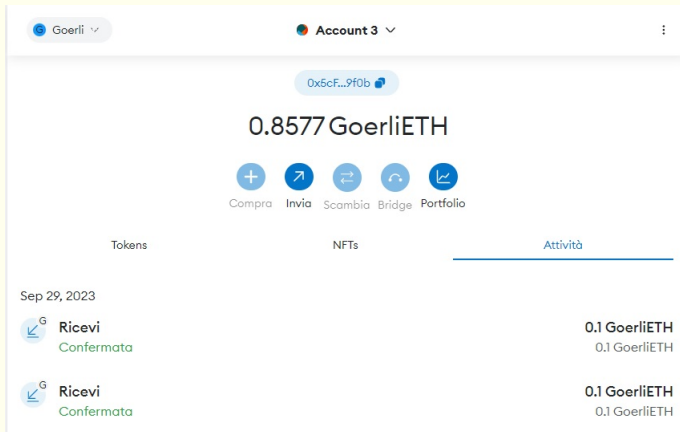 G Goerli
Account 3
0x5cF...9f0b
0.8577 GoerliETH
Compra Invia Scambia Bridge Portfolio
Tokens NFTs Attività
Sep 29, 2023
G Ricevi 0.1 GoerliETH
Confermata 0.1 GoerliETH
G Ricevi 0.1 GoerliETH
Confermata 0.1 GoerliETH